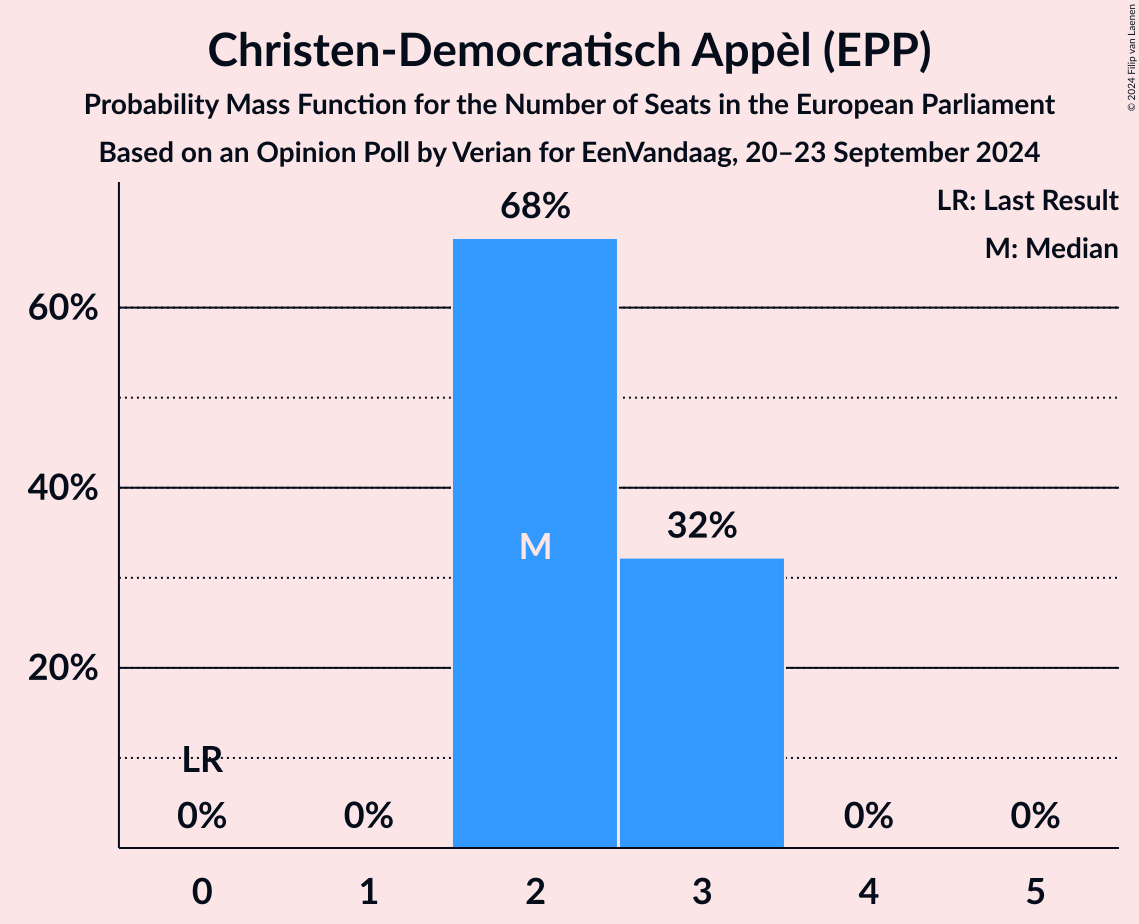 Christen-Democratisch Appèl (EPP)
Probability Mass Function for the Number of Seats in the European Parliament
Based on an Opinion Poll by Verian for EenVandaag, 20–23 September 2024
© 2024 Filip van Laenen
LR: Last Result
M: Median
68%
60%
40%
32%
M
20%
LR
0%
0%
0%
0%
0
1
2
3
4
5